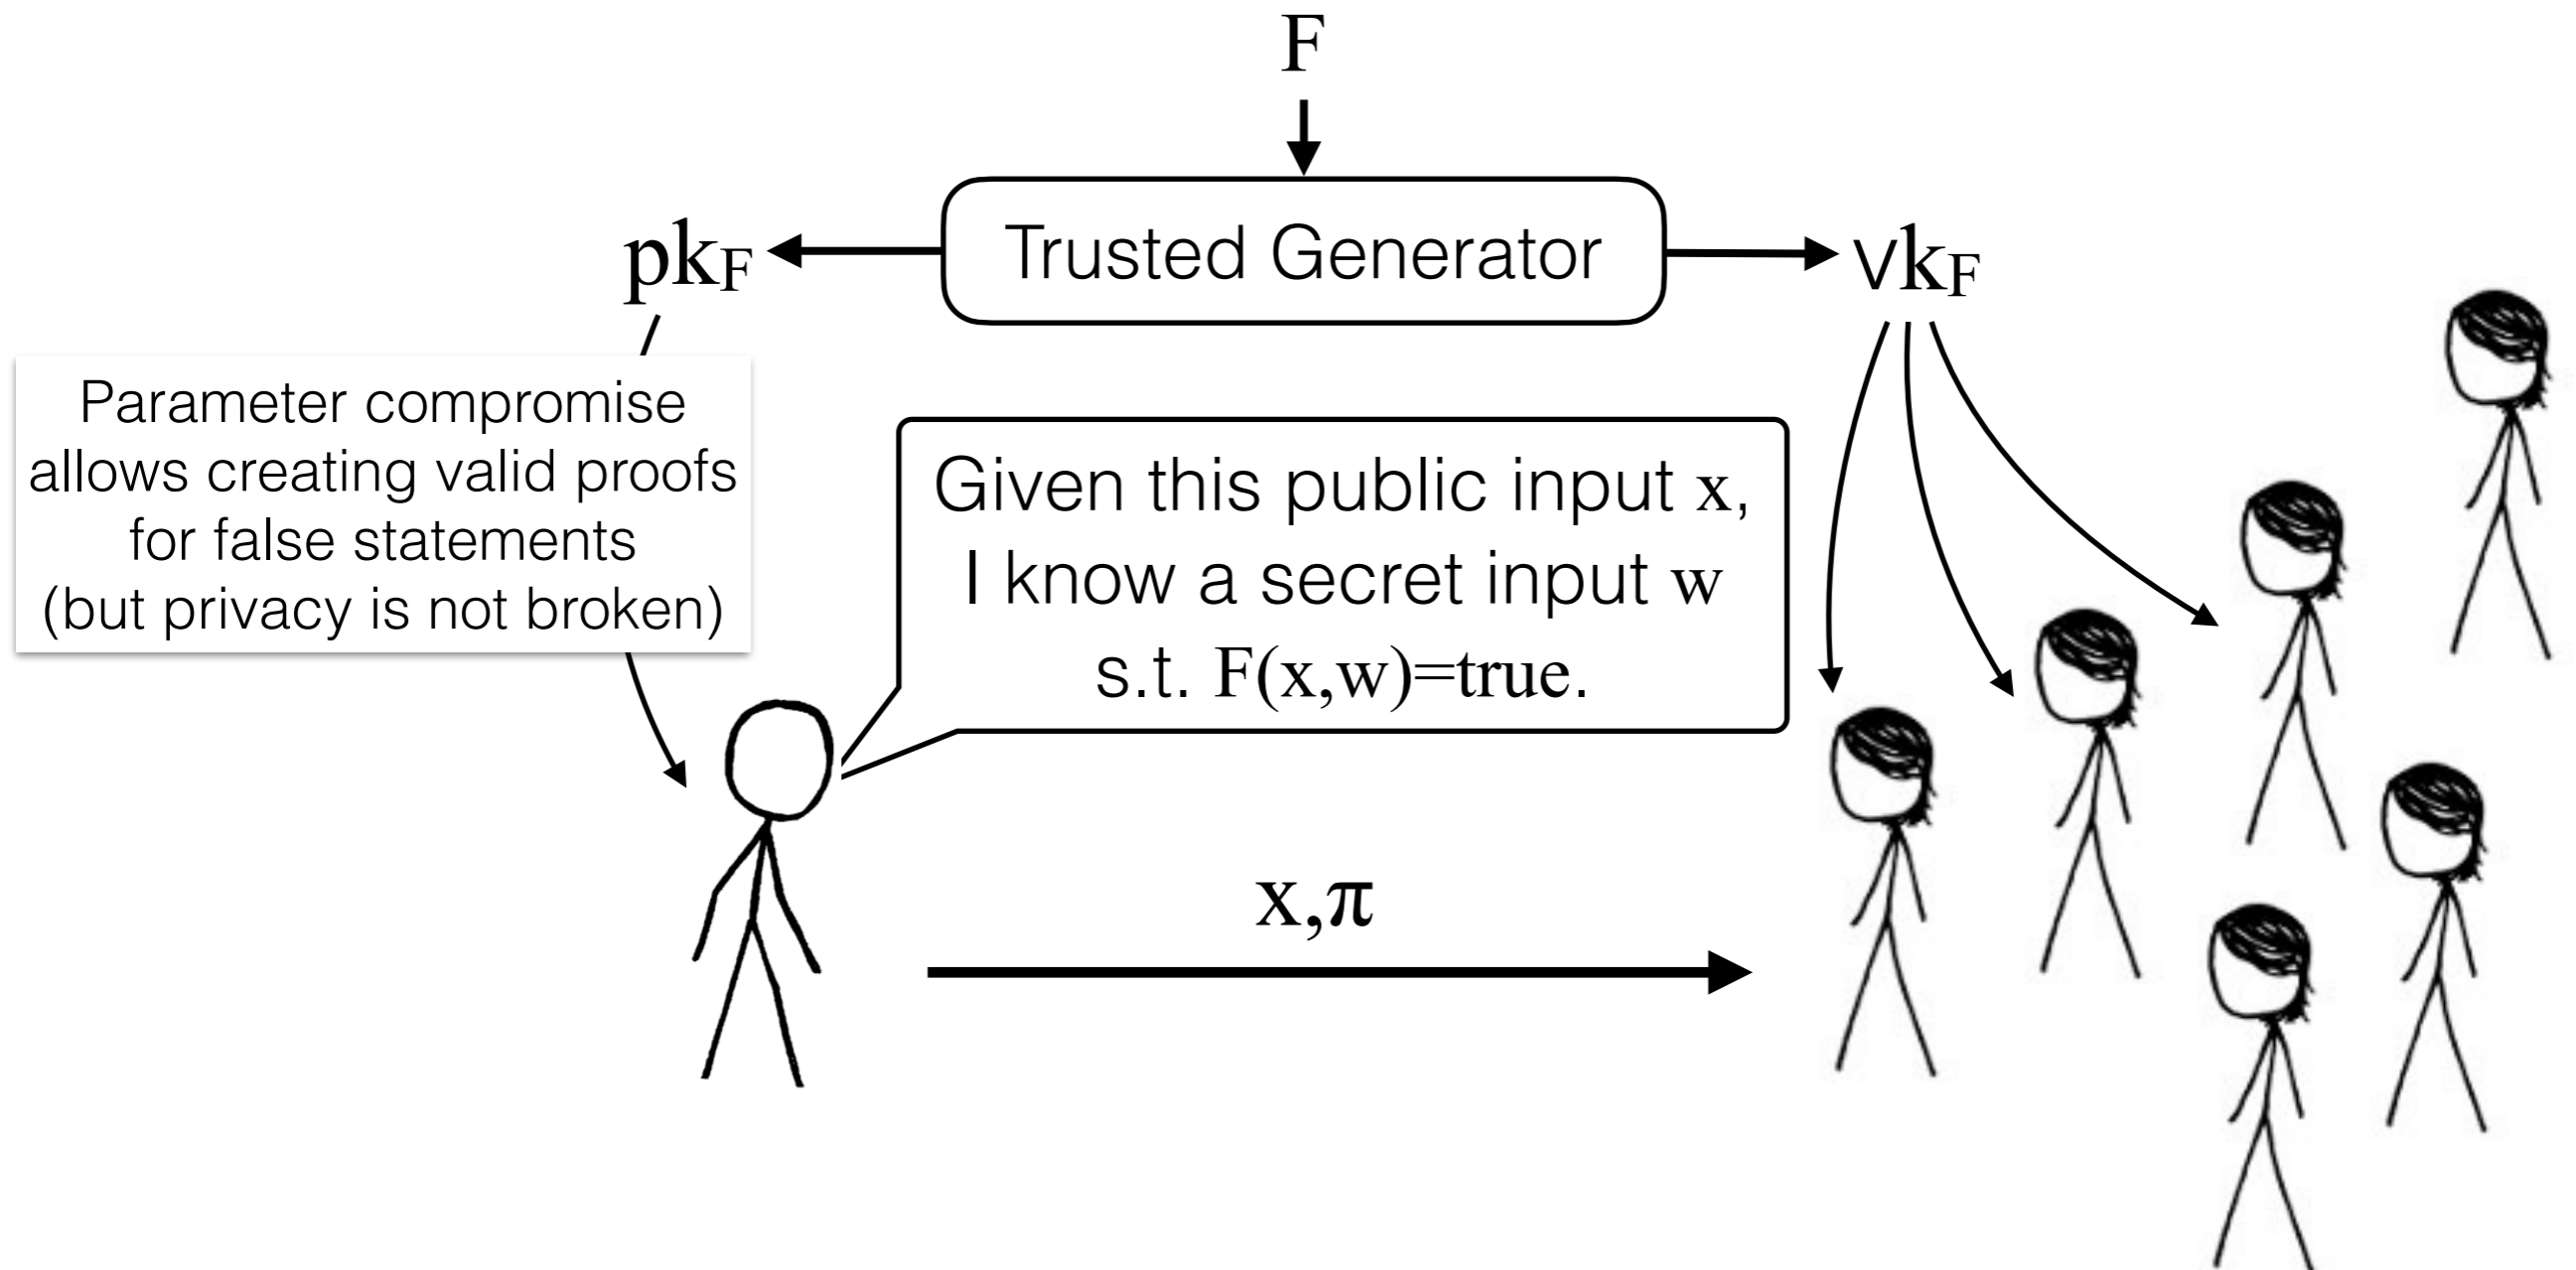 F
Trusted Generator
pkF
vkF
Parameter compromise
allows creating valid proofs
for false statements
(but privacy is not broken)
Given this public input x,
I know a secret input w
s.t. F(x,w)=true.
x,π